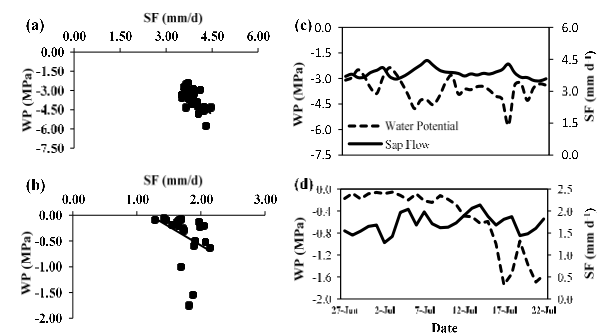 (a)
SF (mm/d)
0.00 1.50 3.00 4.50 6.00
0.00
-1.50
-3.00
-4.50
-6.00
-7.50
WP (MPa)
(c)
0.0
-1.5
-3.0
-4.5
-6.0
-7.5
WP (MPa)
Water Potential
Sap Flow
6.0
4.5
3.0
1.5
0.0
SF (mm d⁻¹)
(b)
SF (mm/d)
0.00 1.00 2.00 3.00
0.00
-0.50
-1.00
-1.50
-2.00
WP (MPa)
(d)
0.0
-0.4
-0.8
-1.2
-1.6
-2.0
WP (MPa)
2.5
2.0
1.5
1.0
0.5
0.0
SF (mm d⁻¹)
27-Jun 2-Jul 7-Jul 12-Jul 17-Jul 22-Jul
Date